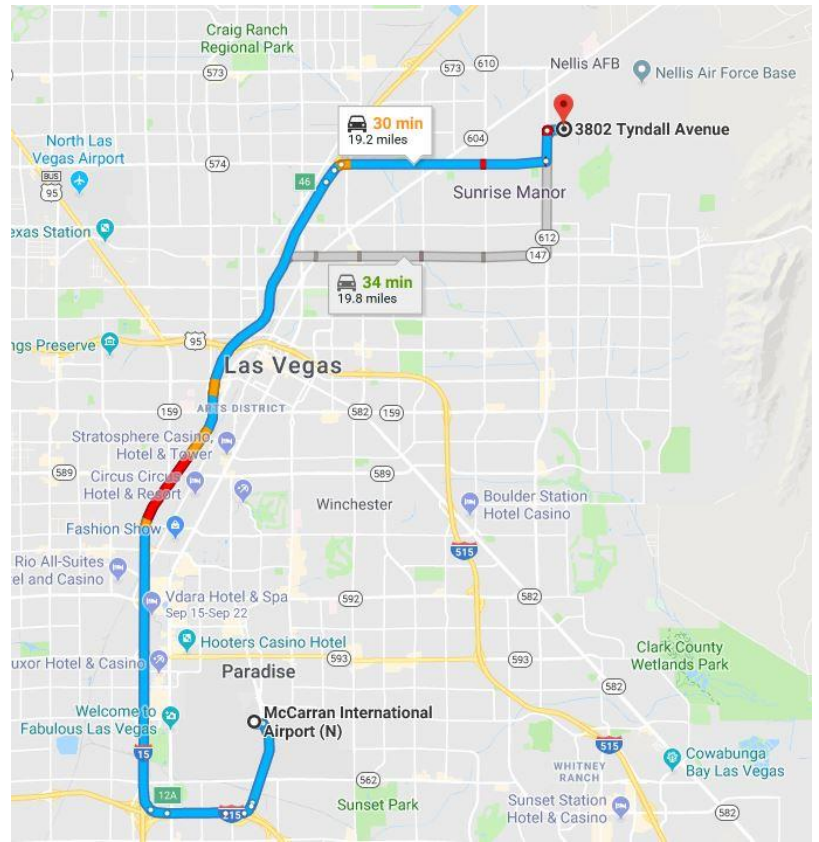 Craig Ranch
Regional Park
573
573
610
Nellis AFB
Nellis Air Force Base
30 min
19.2 miles
604
3802 Tyndall Avenue
North Las
Vegas Airport
574
BUS
95
46
Sunrise Manor
exas Station
612
147
34 min
19.8 miles
ngs Preserve
95
Las Vegas
159
ARTS DISTRICT
582
159
Stratosphere Casino,
Hotel & Tower
589
Circus Circus
Hotel & Resort
589
Winchester
Boulder Station
Hotel Casino
Fashion Show
515
Rio All-Suites
el and Casino
Vdara Hotel & Spa
Sep 15-Sep 22
592
582
Hooters Casino Hotel
uxor Hotel & Casino
593
593
Clark County
Wetlands Park
Paradise
582
Welcome to
Fabulous Las Vegas
McCarran International
Airport (N)
15
515
Cowabunga
Bay Las Vegas
WHITNEY
RANCH
562
12A
215
Sunset Park
Sunset Station
Hotel & Casino
582